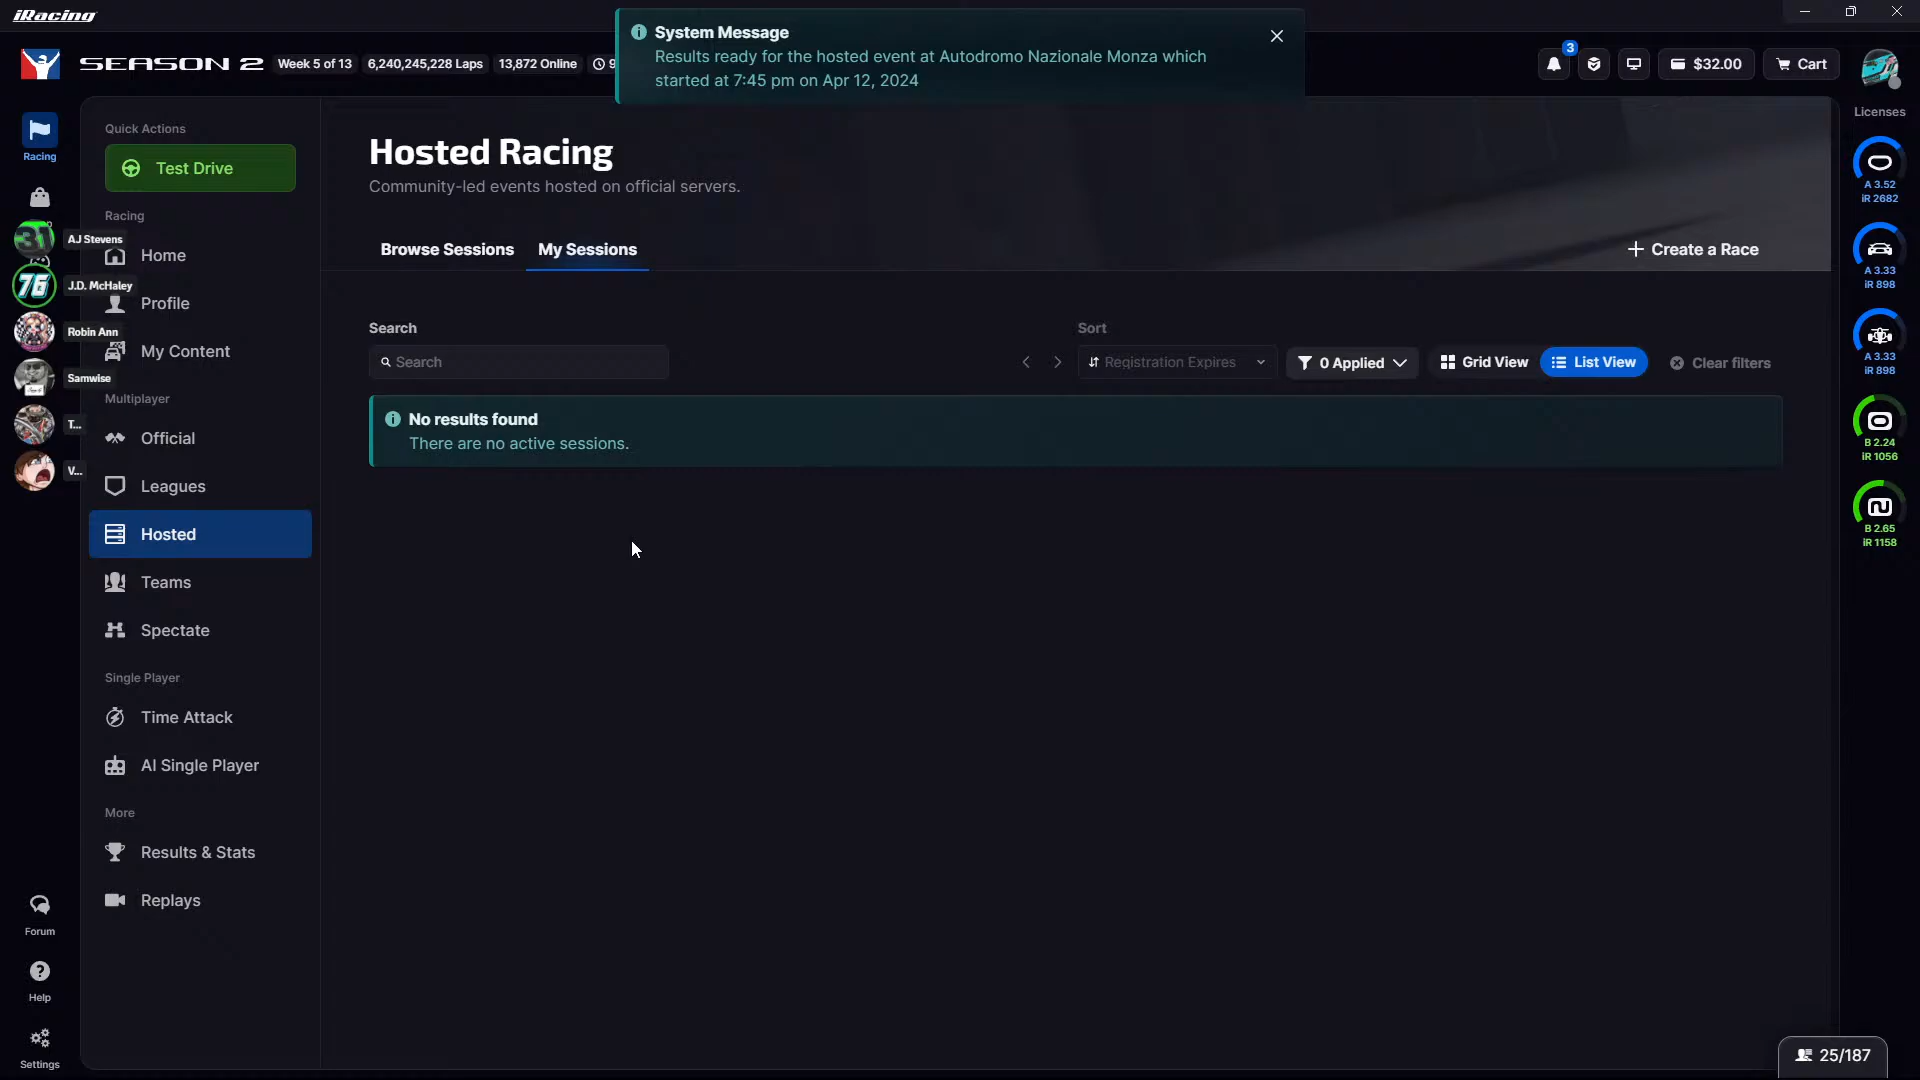 iRacing
SEASON 2
Week 5 of 13
6,240,245,228 Laps
13,872 Online
System Message
Results ready for the hosted event at Autodromo Nazionale Monza which
started at 7:45 pm on Apr 12, 2024
3
$32.00
Cart
Racing
AJ Stevens
J.D. McHaley
Robin Ann
Samwise
T...
V...
Forum
Help
Settings
Quick Actions
Test Drive
Racing
Home
Profile
My Content
Multiplayer
Official
Leagues
Hosted
Teams
Spectate
Single Player
Time Attack
AI Single Player
More
Results & Stats
Replays
Hosted Racing
Community-led events hosted on official servers.
Browse Sessions
My Sessions
+ Create a Race
Search
Search
Sort
Registration Expires
0 Applied
Grid View
List View
Clear filters
No results found
There are no active sessions.
Licenses
A 3.52
iR 2682
A 3.33
iR 898
A 3.33
iR 898
B 2.24
iR 1056
B 2.65
iR 1158
25/187
31
76